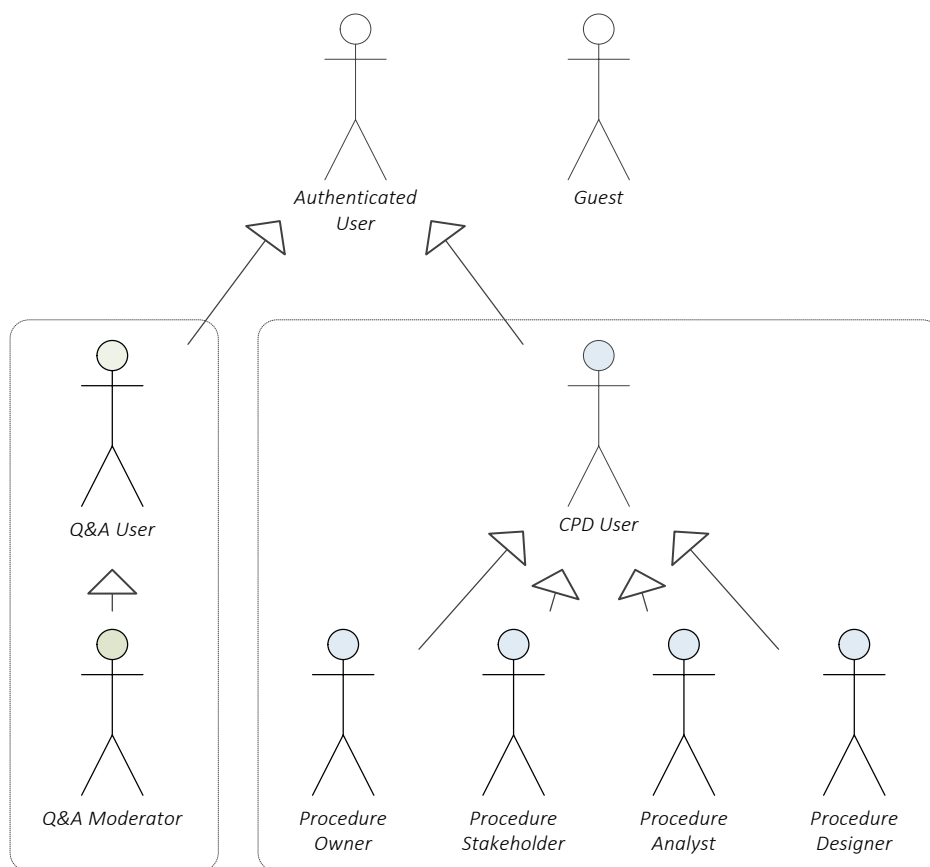 Authenticated
User
Guest
Q&A User
CPD User
Q&A Moderator
Procedure
Owner
Procedure
Stakeholder
Procedure
Analyst
Procedure
Designer